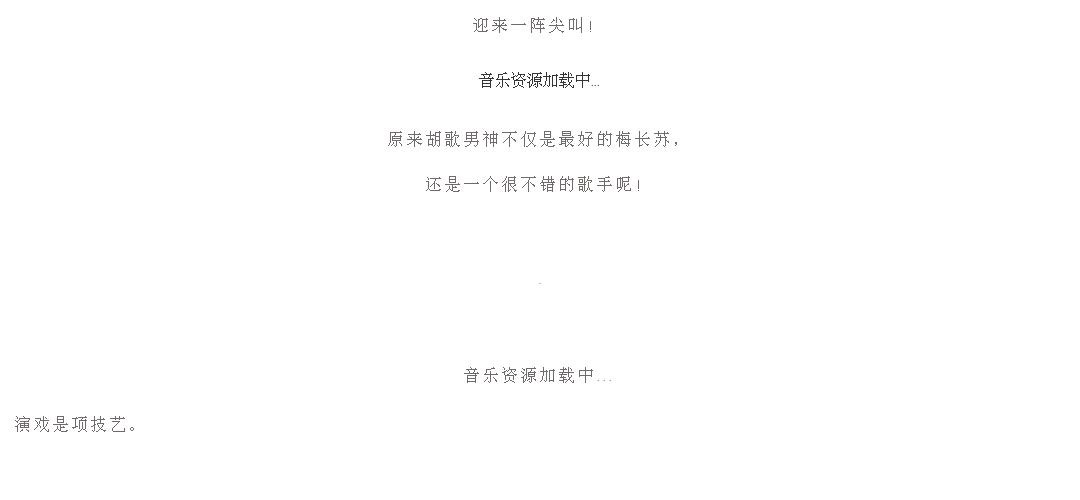 迎来一阵尖叫!
音乐资源加载中...
原来胡歌男神不仅是最好的梅长苏,
还是一个很不错的歌手呢!
-
音乐资源加载中...
演戏是项技艺。